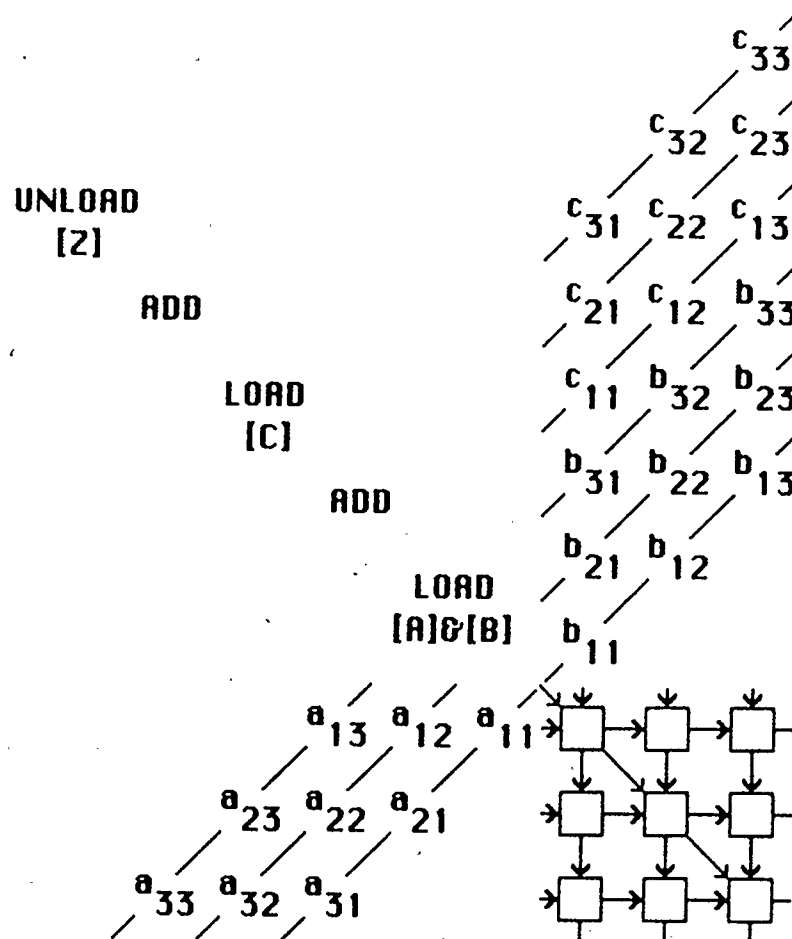 c33
c32 c23
UNLOAD
[Z]
c31 c22 c13
ADD
c21 c12 b33
LOAD
[C]
c11 b32 b23
ADD
b31 b22 b13
b21 b12
LOAD
[A]&[B]
b11
a13 a12 a11
a23 a22 a21
a33 a32 a31